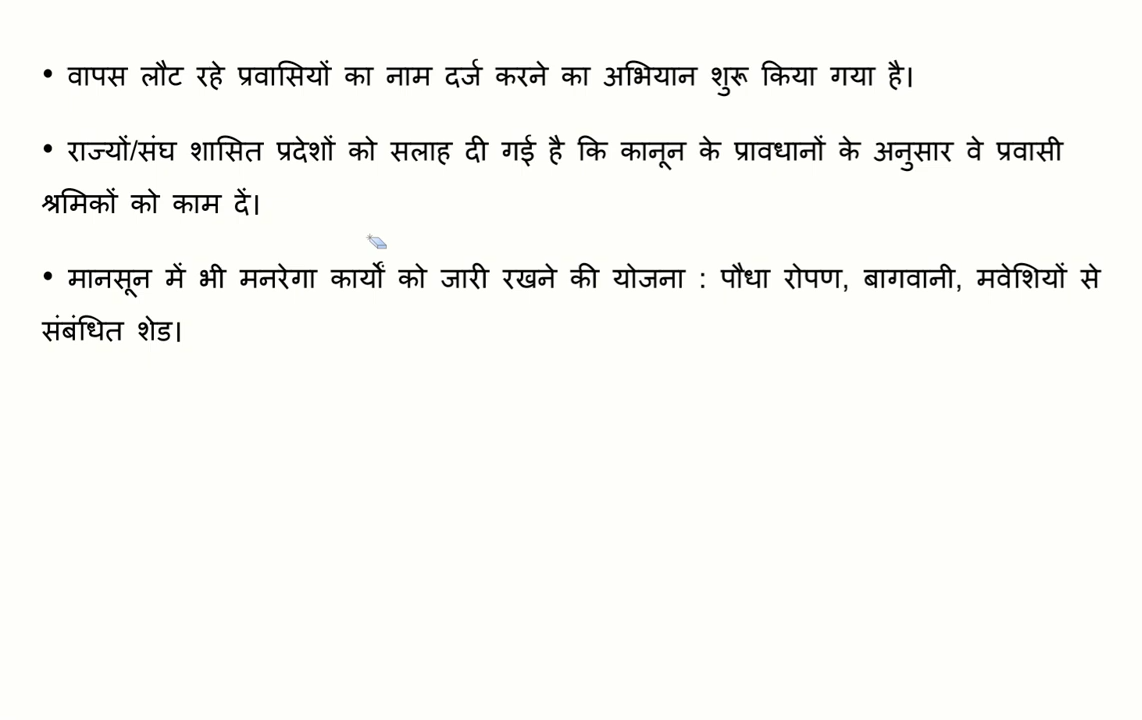 • वापस लौट रहे प्रवासियों का नाम दर्ज करने का अभियान शुरू किया गया है।
• राज्यों/संघ शासित प्रदेशों को सलाह दी गई है कि कानून के प्रावधानों के अनुसार वे प्रवासी
श्रमिकों को काम दें।
• मानसून में भी मनरेगा कार्यों को जारी रखने की योजना : पौधा रोपण, बागवानी, मवेशियों से
संबंधित शेड।